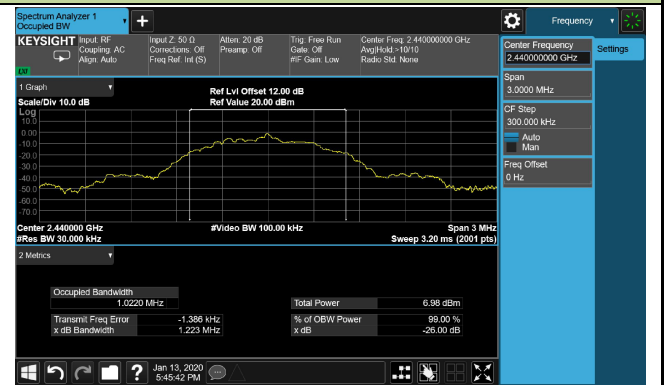 Spectrum Analyzer 1
Occupied BW
Frequency
KEYSIGHT
Input: RF
Coupling: AC
Align: Auto
Input Z: 50 Ω
Corrections: Off
Freq Ref: Int (S)
Atten: 20 dB
Preamp: Off
Trig: Free Run
Gate: Off
#IF Gain: Low
Center Freq: 2.440000000 GHz
Avg|Hold:>10/10
Radio Std: None
LXI
Center Frequency
2.440000000 GHz
Settings
Span
3.0000 MHz
CF Step
300.000 kHz
Auto
Man
Freq Offset
0 Hz
1 Graph
Scale/Div 10.0 dB
Ref Lvl Offset 12.00 dB
Ref Value 20.00 dBm
Log
10.0
0.00
-10.0
-20.0
-30.0
-40.0
-50.0
-60.0
-70.0
Center 2.440000 GHz
#Video BW 100.00 kHz
Span 3 MHz
#Res BW 30.000 kHz
Sweep 3.20 ms (2001 pts)
2 Metrics
Occupied Bandwidth
1.0220 MHz
Total Power
6.98 dBm
Transmit Freq Error
-1.386 kHz
% of OBW Power
99.00 %
x dB Bandwidth
1.223 MHz
x dB
-26.00 dB
Jan 13, 2020
5:45:42 PM